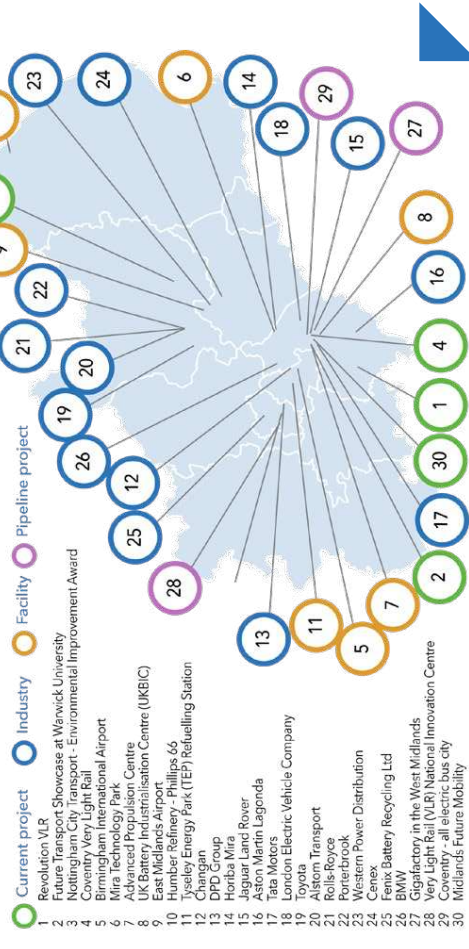 Current project
Industry
Facility
Pipeline project
1 Revolution VLR
2 Future Transport Showcase at Warwick University
3 Nottingham City Transport - Environmental Improvement Award
4 Coventry Very Light Rail
5 Birmingham International Airport
6 Mira Technology Park
7 Advanced Propulsion Centre
8 UK Battery Industrialisation Centre (UKBIC)
9 East Midlands Airport
10 Humber Refinery - Phillips 66
11 Tyseley Energy Park (TEP) Refuelling Station
12 Changan
13 DPD Group
14 Horiba Mira
15 Jaguar Land Rover
16 Aston Martin Lagonda
17 Tata Motors
18 London Electric Vehicle Company
19 Toyota
20 Alstom Transport
21 Rolls-Royce
22 Porterbrook
23 Western Power Distribution
24 Cenex
25 Fenix Battery Recycling Ltd
26 BMW
27 Gigafactory in the West Midlands
28 Very Light Rail (VLR) National Innovation Centre
29 Coventry - all electric bus city
30 Midlands Future Mobility
21
22
23
19
20
24
26
12
6
25
14
28
18
29
13
15
11
27
5
8
7
16
2
17
30
1
4